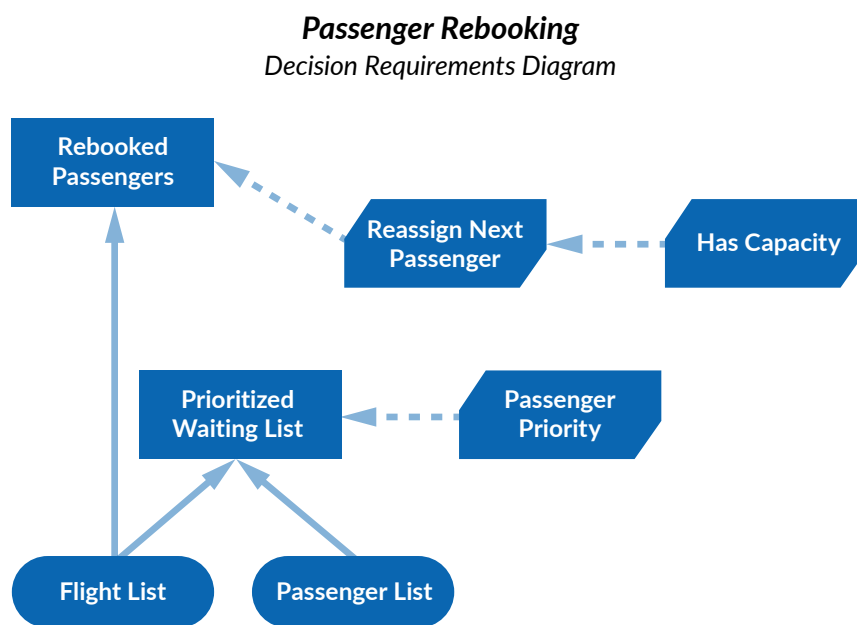 Passenger Rebooking
Decision Requirements Diagram
Rebooked
Passengers
Reassign Next
Passenger
Has Capacity
Prioritized
Waiting List
Passenger
Priority
Flight List
Passenger List